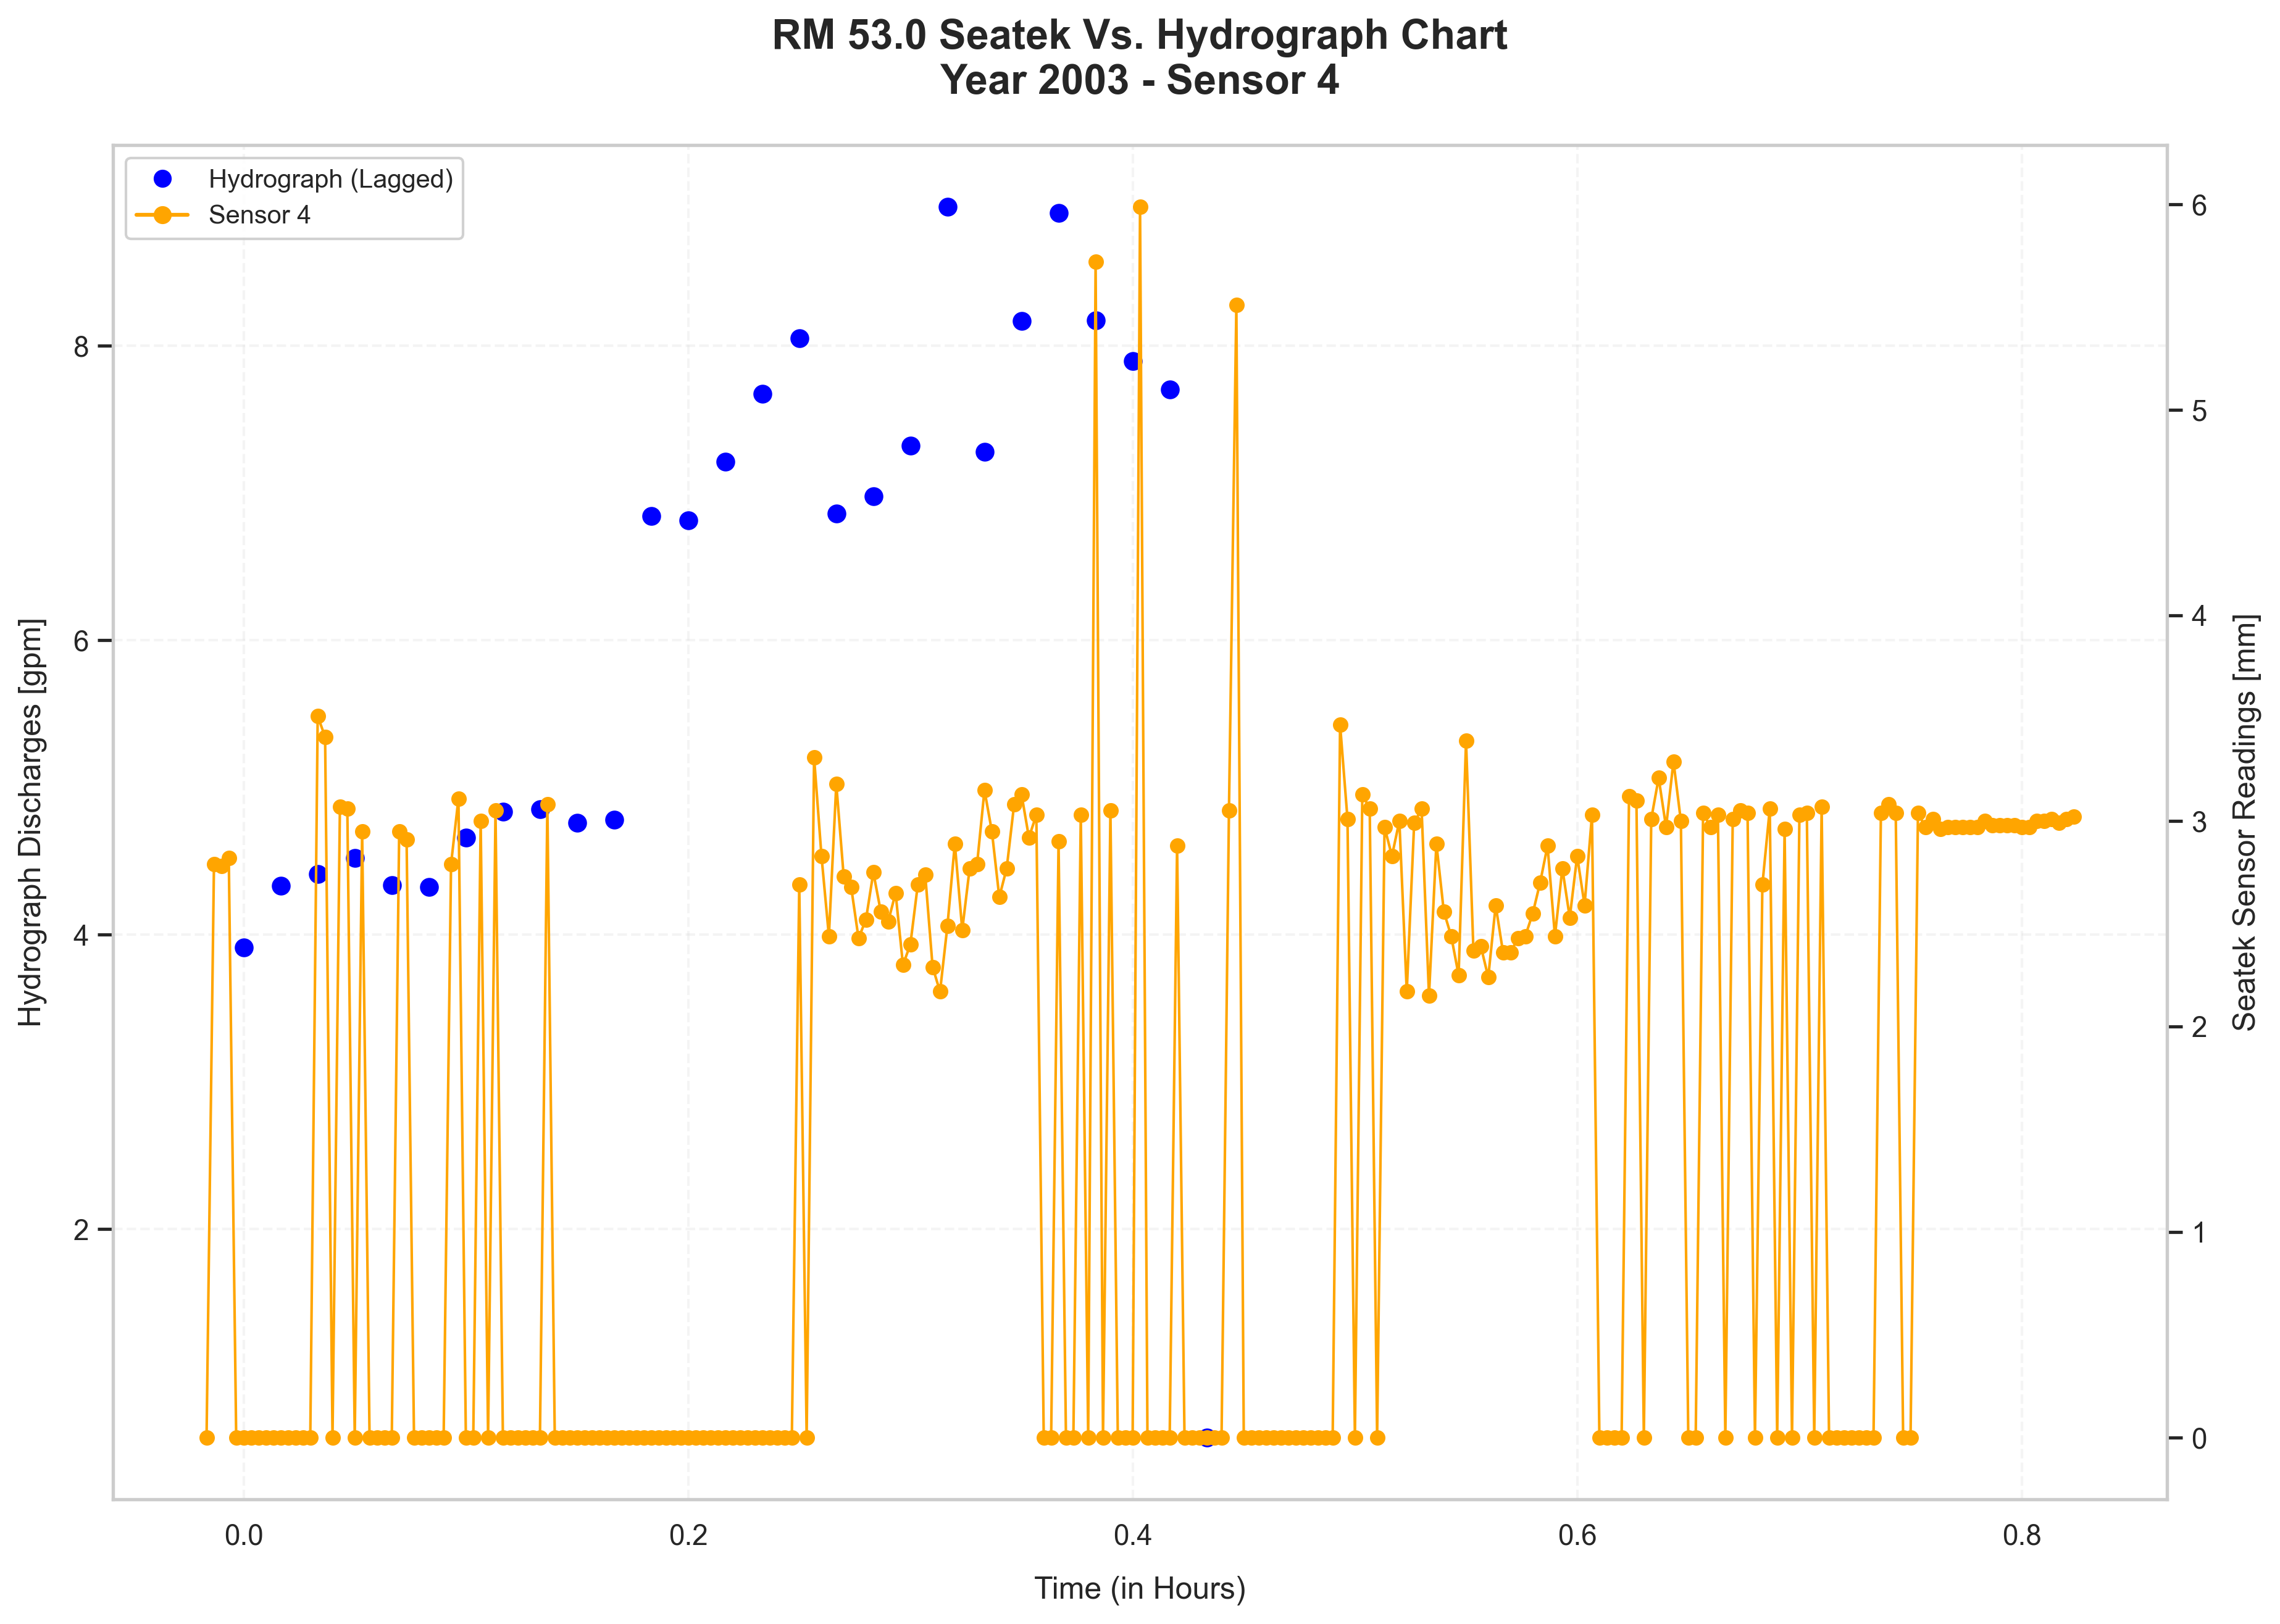 RM 53.0 Seatek Vs. Hydrograph Chart
Year 2003 - Sensor 4
Hydrograph (Lagged)
Sensor 4
Hydrograph Discharges [gpm]
8
6
4
2
Seatek Sensor Readings [mm]
6
5
4
3
2
1
0
0.0
0.2
0.4
0.6
0.8
Time (in Hours)